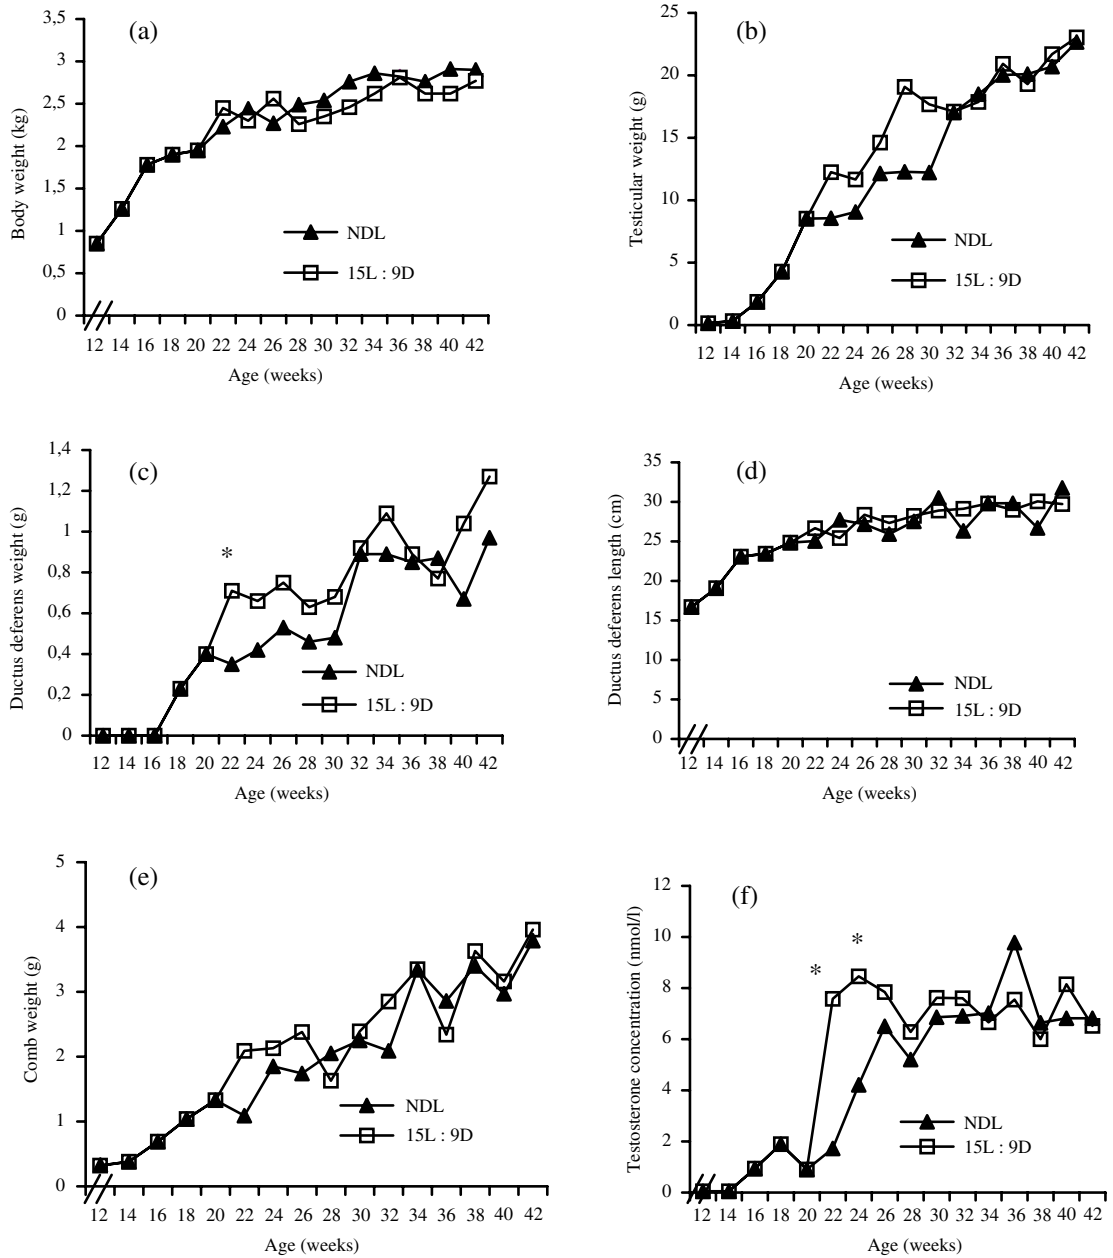 (a)
Body weight (kg)
3,5
3
2,5
2
1,5
1
0,5
0
NDL
15L : 9D
12 14 16 18 20 22 24 26 28 30 32 34 36 38 40 42
Age (weeks)
(b)
Testicular weight (g)
25
20
15
10
5
0
NDL
15L : 9D
12 14 16 18 20 22 24 26 28 30 32 34 36 38 40 42
Age (weeks)
(c)
Ductus deferens weight (g)
1,4
1,2
1
0,8
0,6
0,4
0,2
0
*
NDL
15L : 9D
12 14 16 18 20 22 24 26 28 30 32 34 36 38 40 42
Age (weeks)
(d)
Ductus deferens length (cm)
35
30
25
20
15
10
5
0
NDL
15L : 9D
12 14 16 18 20 22 24 26 28 30 32 34 36 38 40 42
Age (weeks)
(e)
Comb weight (g)
5
4
3
2
1
0
NDL
15L : 9D
12 14 16 18 20 22 24 26 28 30 32 34 36 38 40 42
Age (weeks)
(f)
Testosterone concentration (nmol/l)
12
10
8
6
4
2
0
*
*
NDL
15L : 9D
12 14 16 18 20 22 24 26 28 30 32 34 36 38 40 42
Age (weeks)